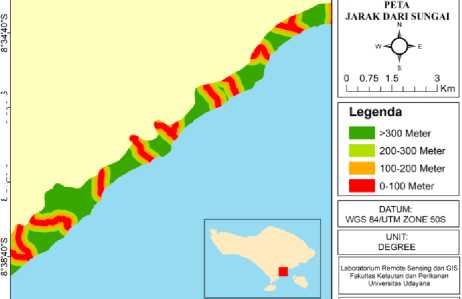 PETA
JARAK DARI SUNGAI
N
W
E
S
0 0.75 1.5 3
Km
Legenda
>300 Meter
200-300 Meter
100-200 Meter
0-100 Meter
DATUM:
WGS 84/UTM ZONE 50S
UNIT:
DEGREE
Laboratorium Remote Sensing dan GIS
Fakultas Kelautan dan Perikanan
Universitas Udayana
8°34'40"S
8°38'40"S